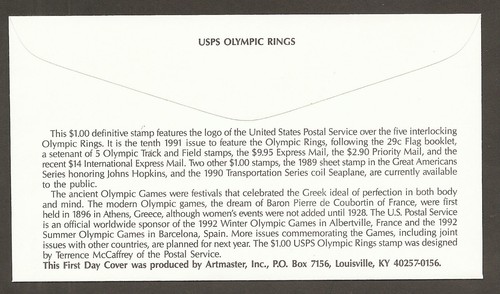 USPS OLYMPIC RINGS
This $1.00 definitive stamp features the logo of the United States Postal Service over the five interlocking
Olympic Rings. It is the tenth 1991 issue to feature the Olympic Rings, following the 29c Flag booklet,
a setenant of 5 Olympic Track and Field stamps, the $9.95 Express Mail, the $2.90 Priority Mail, and the
recent $14 International Express Mail. Two other $1.00 stamps, the 1989 sheet stamp in the Great Americans
Series honoring Johns Hopkins, and the 1990 Transportation Series coil Seaplane, are currently available
to the public.
The ancient Olympic Games were festivals that celebrated the Greek ideal of perfection in both body
and mind. The modern Olympic games, the dream of Baron Pierre de Coubortin of France, were first
held in 1896 in Athens, Greece, although women's events were not added until 1928. The U.S. Postal Service
is an official worldwide sponsor of the 1992 Winter Olympic Games in Albertville, France and the 1992
Summer Olympic Games in Barcelona, Spain. More issues commemorating the Games, including joint
issues with other countries, are planned for next year. The $1.00 USPS Olympic Rings stamp was designed
by Terrence McCaffrey of the Postal Service.
This First Day Cover was produced by Artmaster, Inc., P.O. Box 7156, Louisville, KY 40257-0156.